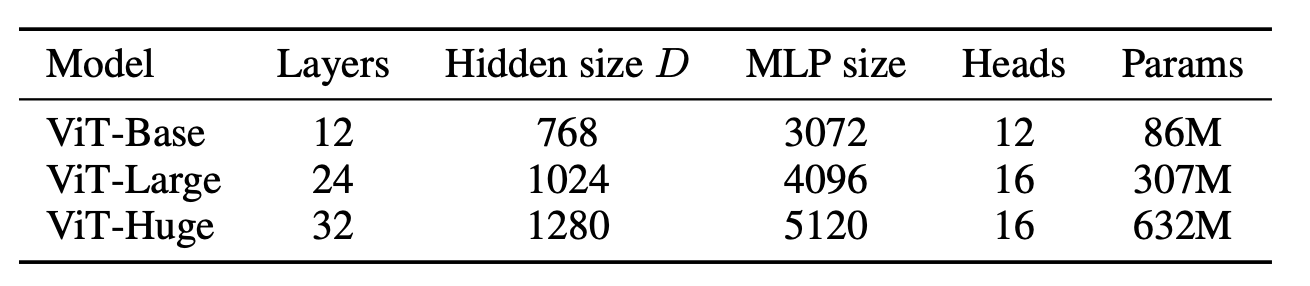 Model Layers Hidden size D MLP size Heads Params
ViT-Base 12 768 3072 12 86M
ViT-Large 24 1024 4096 16 307M
ViT-Huge 32 1280 5120 16 632M